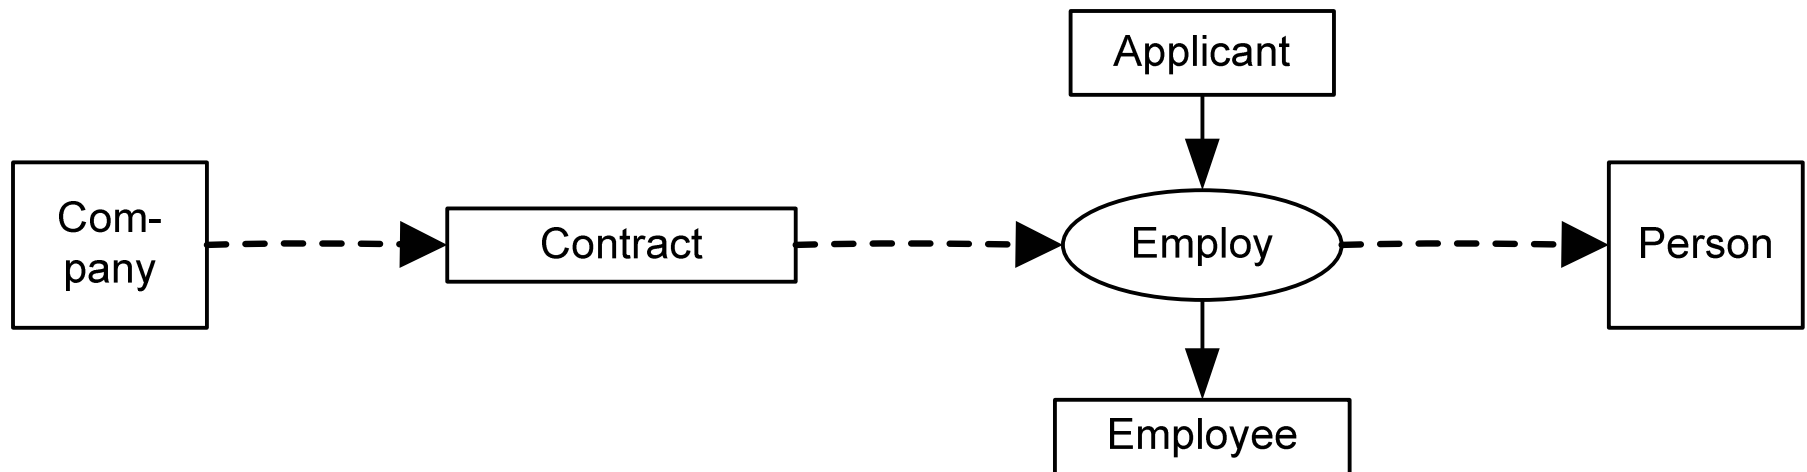 Applicant
Com-
pany
Contract
Employ
Person
Employee